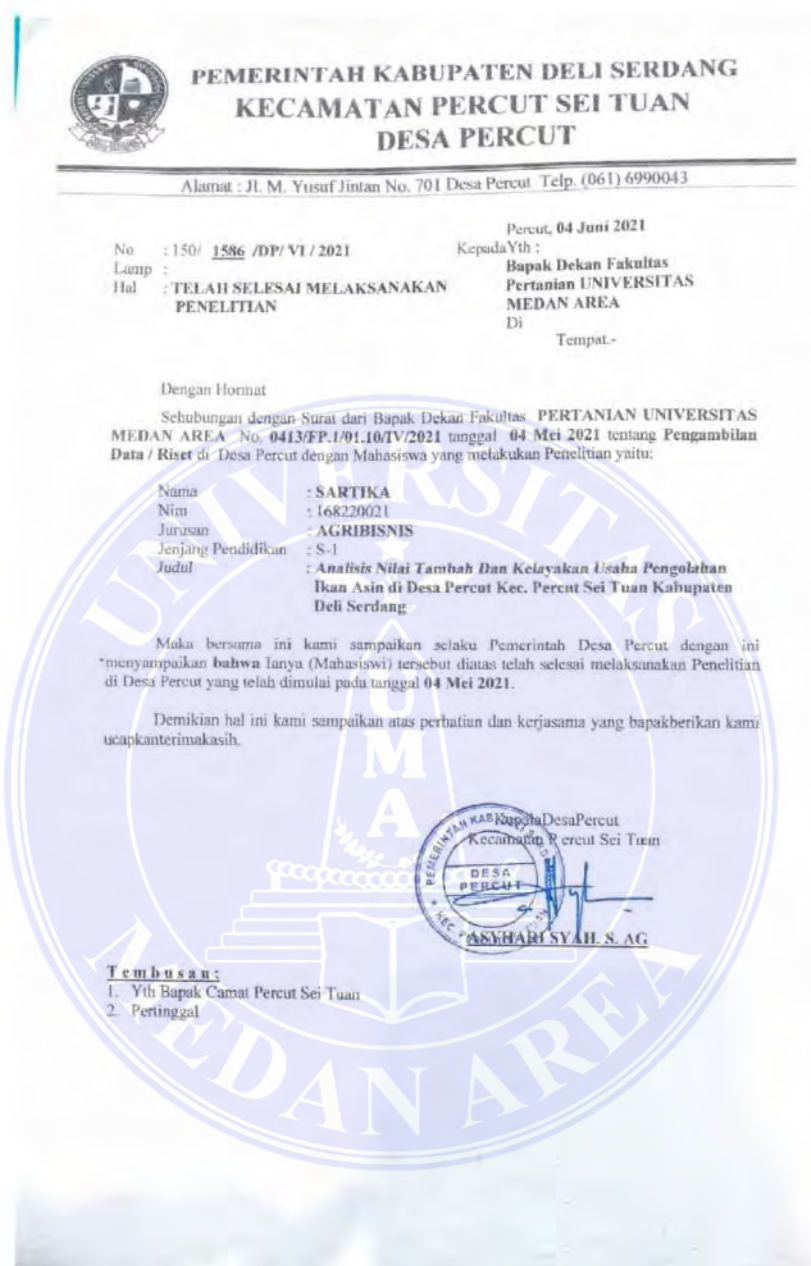 PEMERINTAH KABUPATEN DELI SERDANG
KECAMATAN PERCUT SEI TUAN
DESA PERCUT
Alamat : Jl. M. Yusuf Jintan No. 701 Desa Percut Telp. (061) 6990043
Percut, 04 Juni 2021
No : 150/ 1586 /DP/ VI / 2021
Lamp :
Hal : TELAH SELESAI MELAKSANAKAN
PENELITIAN
KepadaYth :
Bapak Dekan Fakultas
Pertanian UNIVERSITAS
MEDAN AREA
Di
Tempat.-
Dengan Hormat
Sehubungan dengan Surat dari Bapak Dekan Fakultas PERTANIAN UNIVERSITAS
MEDAN AREA No. 0413/FP.1/01.10/IV/2021 tanggal 04 Mei 2021 tentang Pengambilan
Data / Riset di Desa Percut dengan Mahasiswa yang melakukan Penelitian yaitu:
Nama : SARTIKA
Nim : 168220021
Jurusan : AGRIBISNIS
Jenjang Pendidikan : S-1
Judul : Analisis Nilai Tambah Dan Kelayakan Usaha Pengolahan
Ikan Asin di Desa Percut Kec. Percut Sei Tuan Kabupaten
Deli Serdang
Maka bersama ini kami sampaikan selaku Pemerintah Desa Percut dengan ini
menyampaikan bahwa Ianya (Mahasiswi) tersebut diatas telah selesai melaksanakan Penelitian
di Desa Percut yang telah dimulai pada tanggal 04 Mei 2021.
Demikian hal ini kami sampaikan atas perhatian dan kerjasama yang bapakberikan kami
ucapkanterimakasih.
KepalaDesaPercut
Kecamatan Percut Sei Tuan
DESA
PERCUT
ASYHARI SYAH. S. AG
Tembusan :
1. Yth Bapak Camat Percut Sei Tuan
2. Pertinggal
UNIVERSITAS
MEDAN AREA
UMA